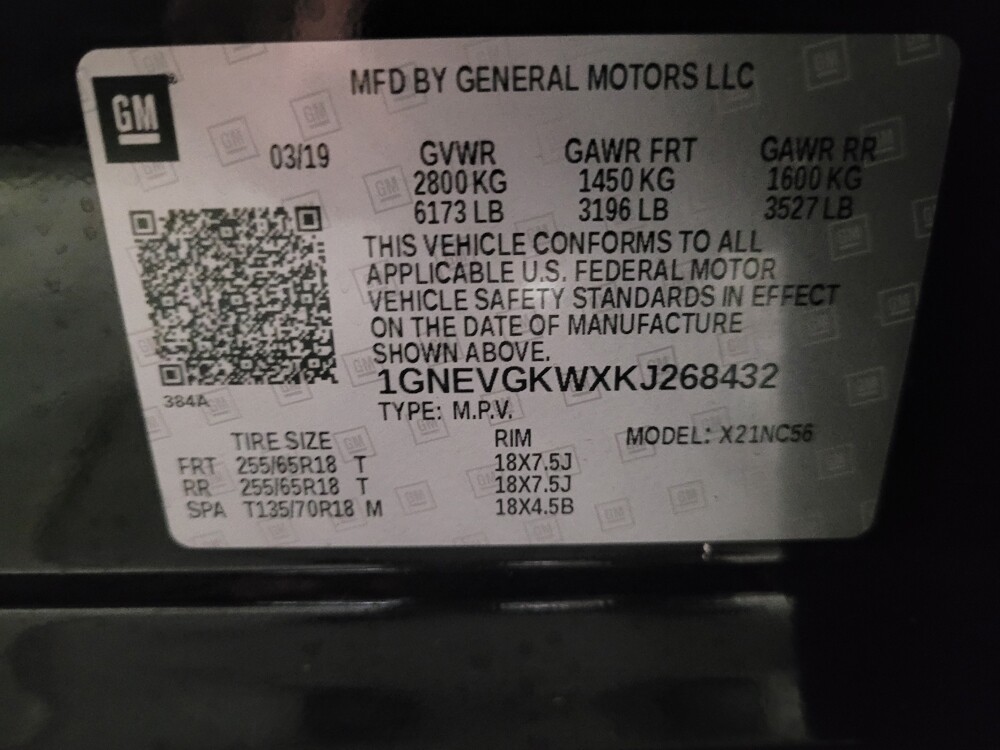 GM
MFD BY GENERAL MOTORS LLC
03/19 GVWR GAWR FRT GAWR RR
2800 KG 1450 KG 1600 KG
6173 LB 3196 LB 3527 LB
THIS VEHICLE CONFORMS TO ALL
APPLICABLE U.S. FEDERAL MOTOR
VEHICLE SAFETY STANDARDS IN EFFECT
ON THE DATE OF MANUFACTURE
SHOWN ABOVE.
1GNEVGKWXKJ268432
384A
TYPE: M.P.V.
TIRE SIZE RIM MODEL: X21NC56
FRT 255/65R18 T 18X7.5J
RR 255/65R18 T 18X7.5J
SPA T135/70R18 M 18X4.5B